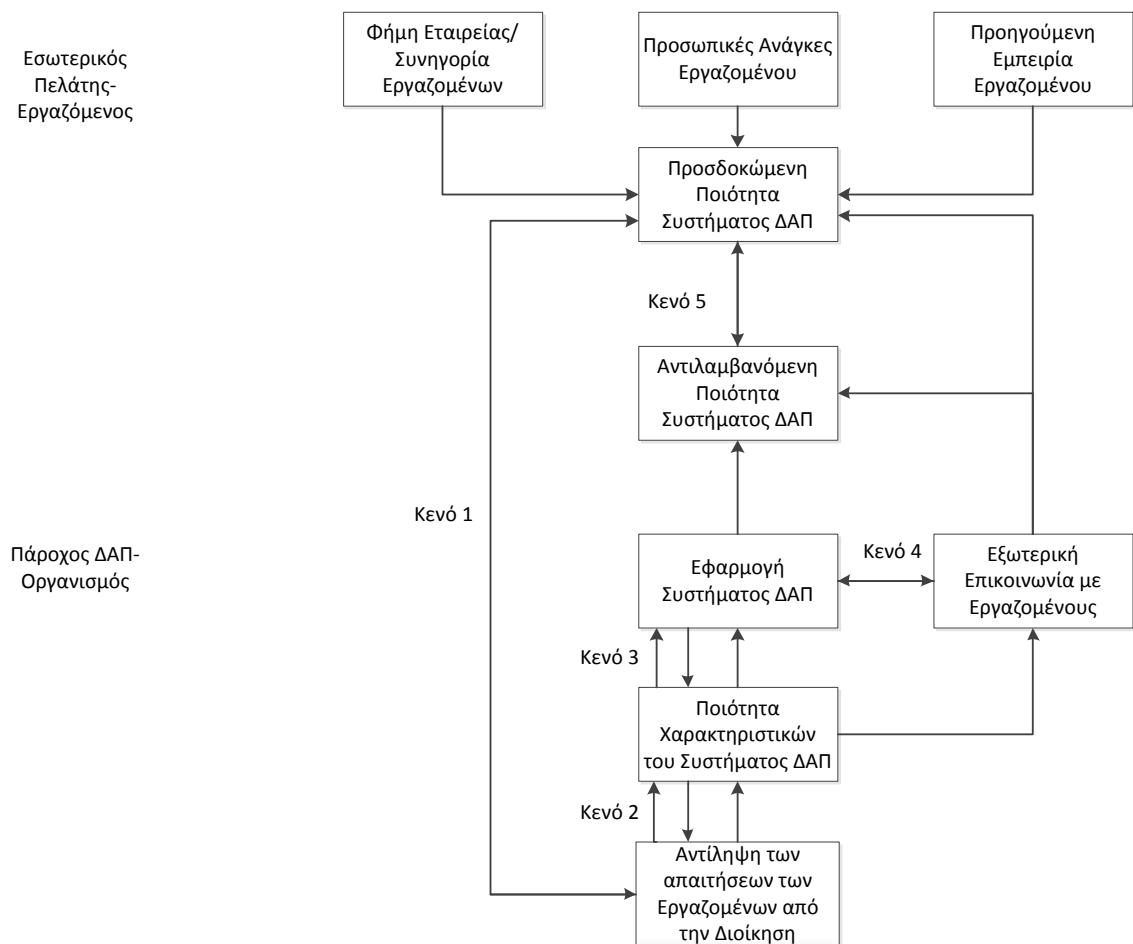 Εσωτερικός
Πελάτης-
Εργαζόμενος
Φήμη Εταιρείας/
Συνηγορία
Εργαζομένων
Προσωπικές Ανάγκες
Εργαζομένου
Προηγούμενη
Εμπειρία
Εργαζομένου
Προσδοκώμενη
Ποιότητα
Συστήματος ΔΑΠ
Κενό 5
Αντιλαμβανόμενη
Ποιότητα
Συστήματος ΔΑΠ
Κενό 1
Πάροχος ΔΑΠ-
Οργανισμός
Εφαρμογή
Συστήματος ΔΑΠ
Κενό 4
Εξωτερική
Επικοινωνία με
Εργαζομένους
Κενό 3
Ποιότητα
Χαρακτηριστικών
του Συστήματος ΔΑΠ
Κενό 2
Αντίληψη των
απαιτήσεων των
Εργαζομένων από
την Διοίκηση